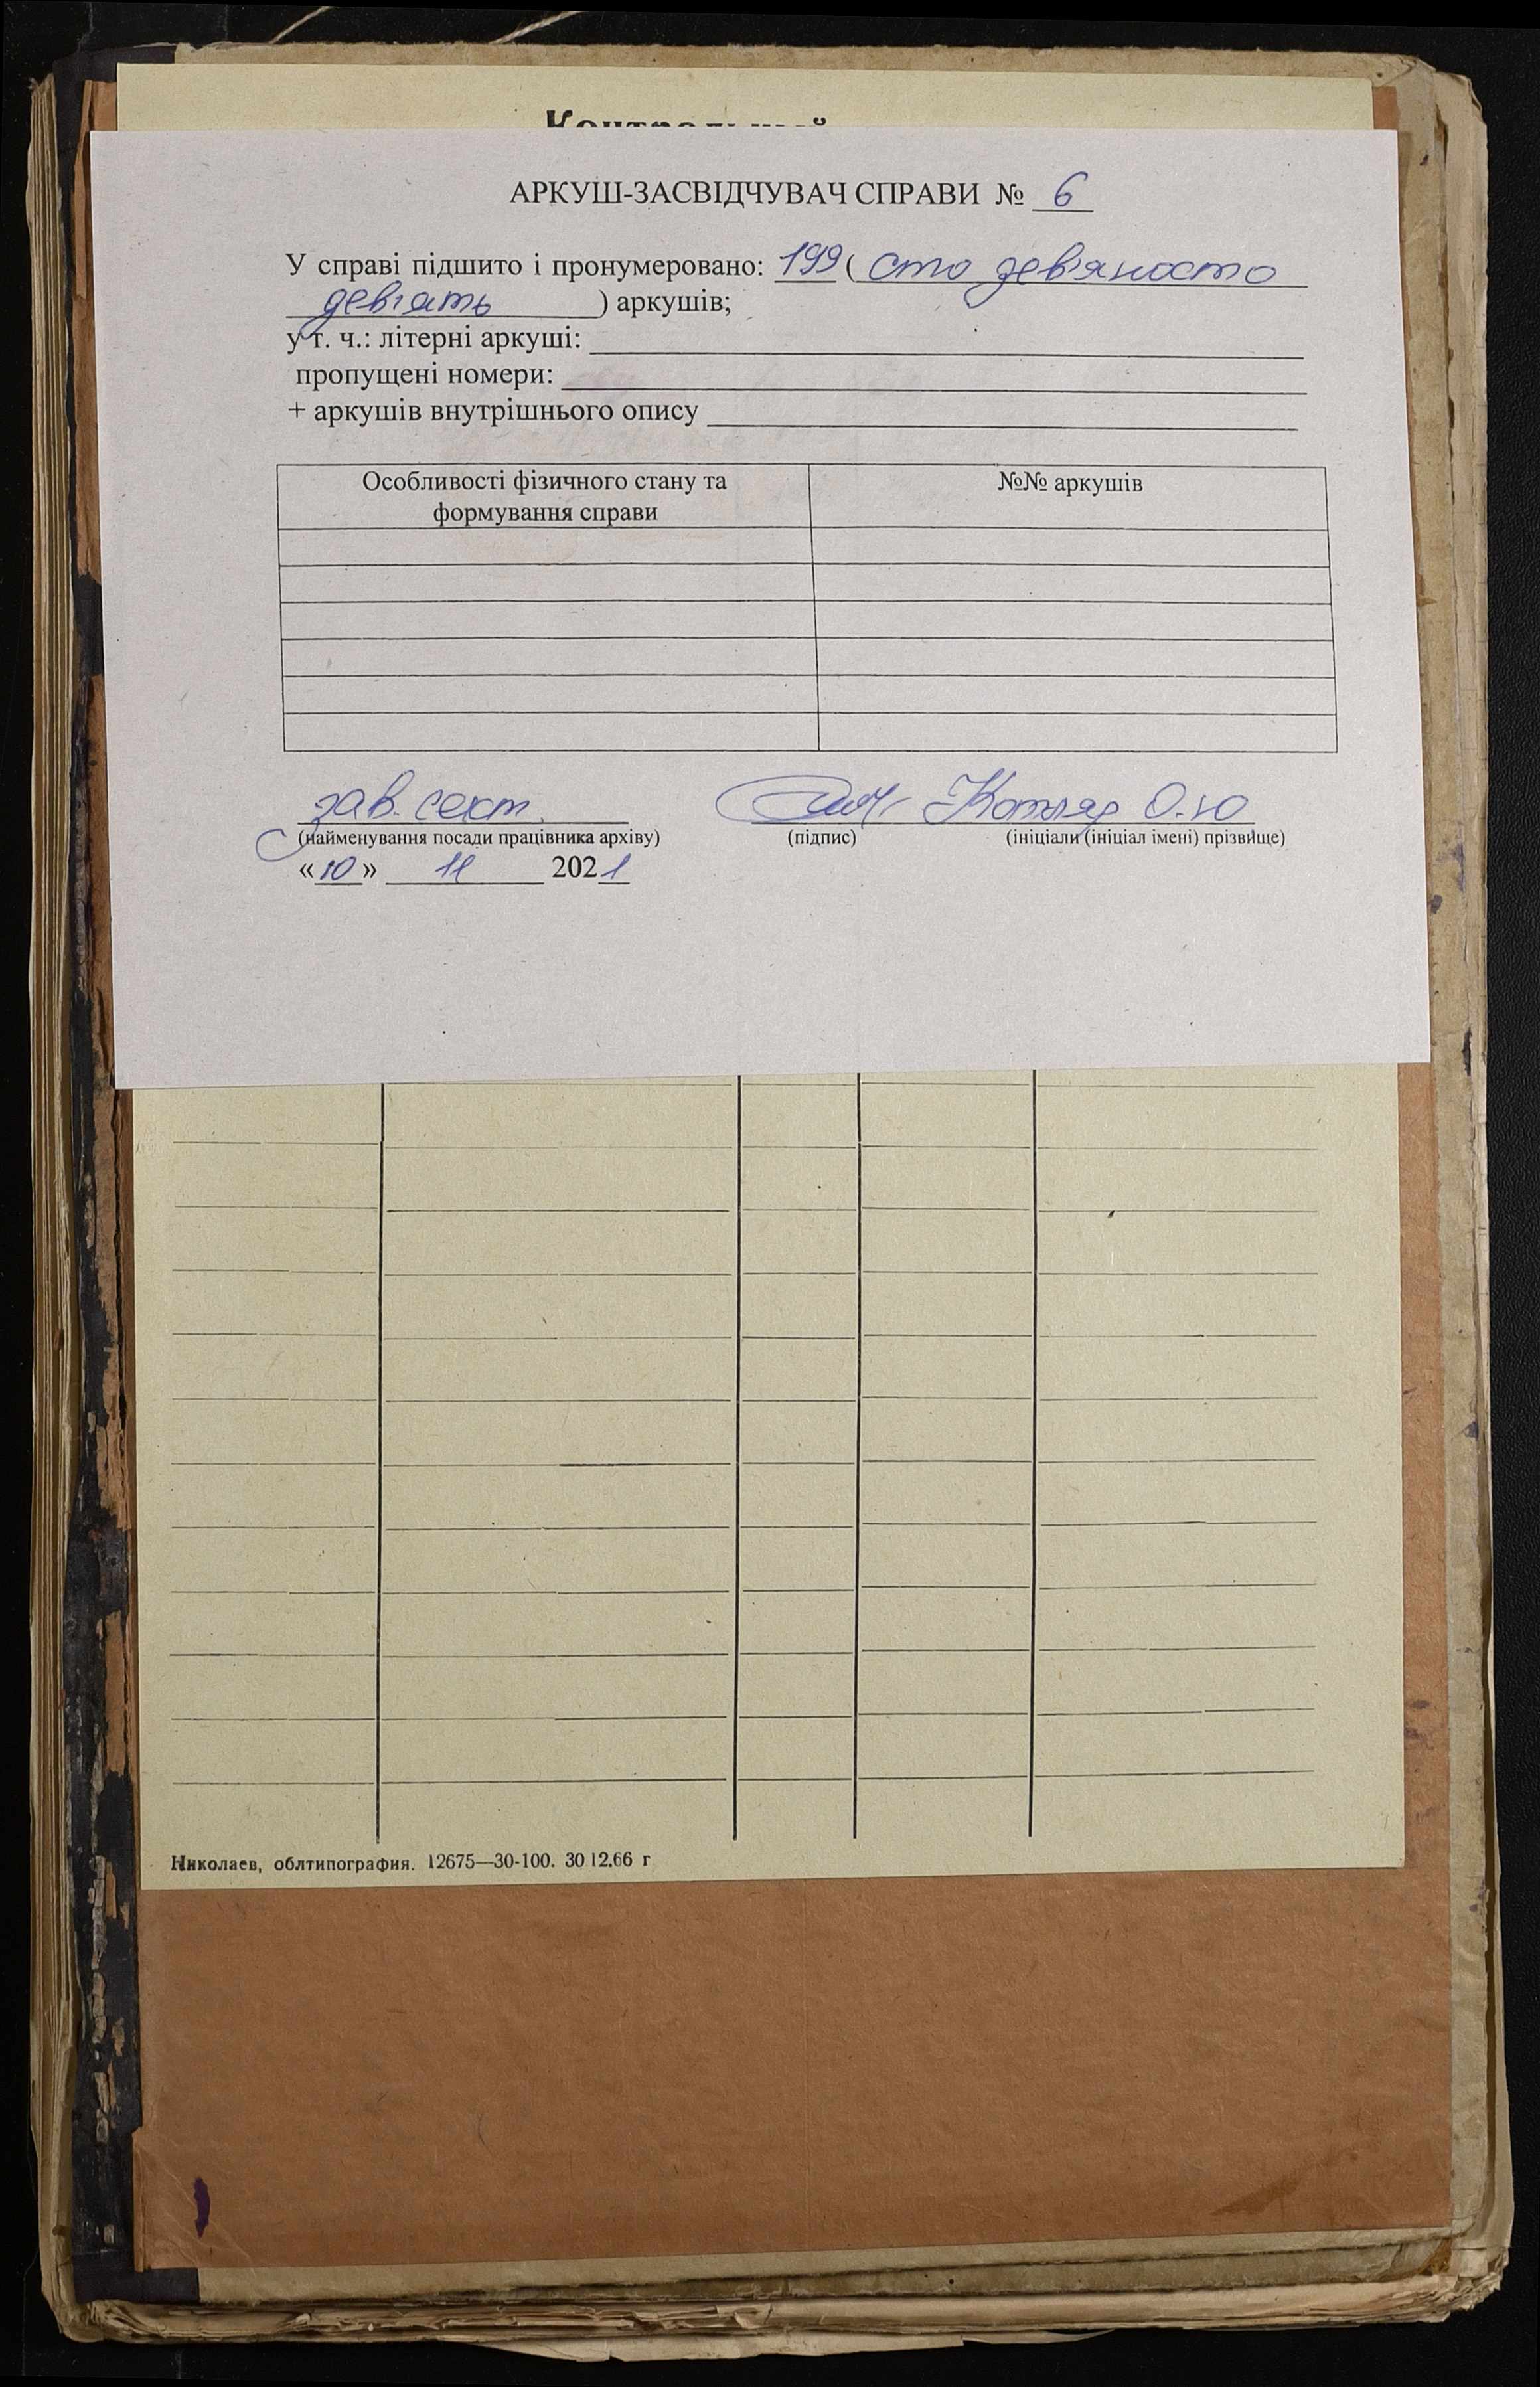 Контрольный
АРКУШ-ЗАСВІДЧУВАЧ СПРАВИ № 6
У справі підшито і пронумеровано: 199 ( сто дев'яносто
дев'ять ) аркушів;
у т. ч.: літерні аркуші:
пропущені номери:
+ аркушів внутрішнього опису
Особливості фізичного стану та формування справи №№ аркушів
зав. сект. Котляр О.Ю
(найменування посади працівника архіву) (підпис) (ініціали (ініціал імені) прізвище)
«10» 11 2021
Николаев, облтипография. 12675—30-100. 30 12.66 г